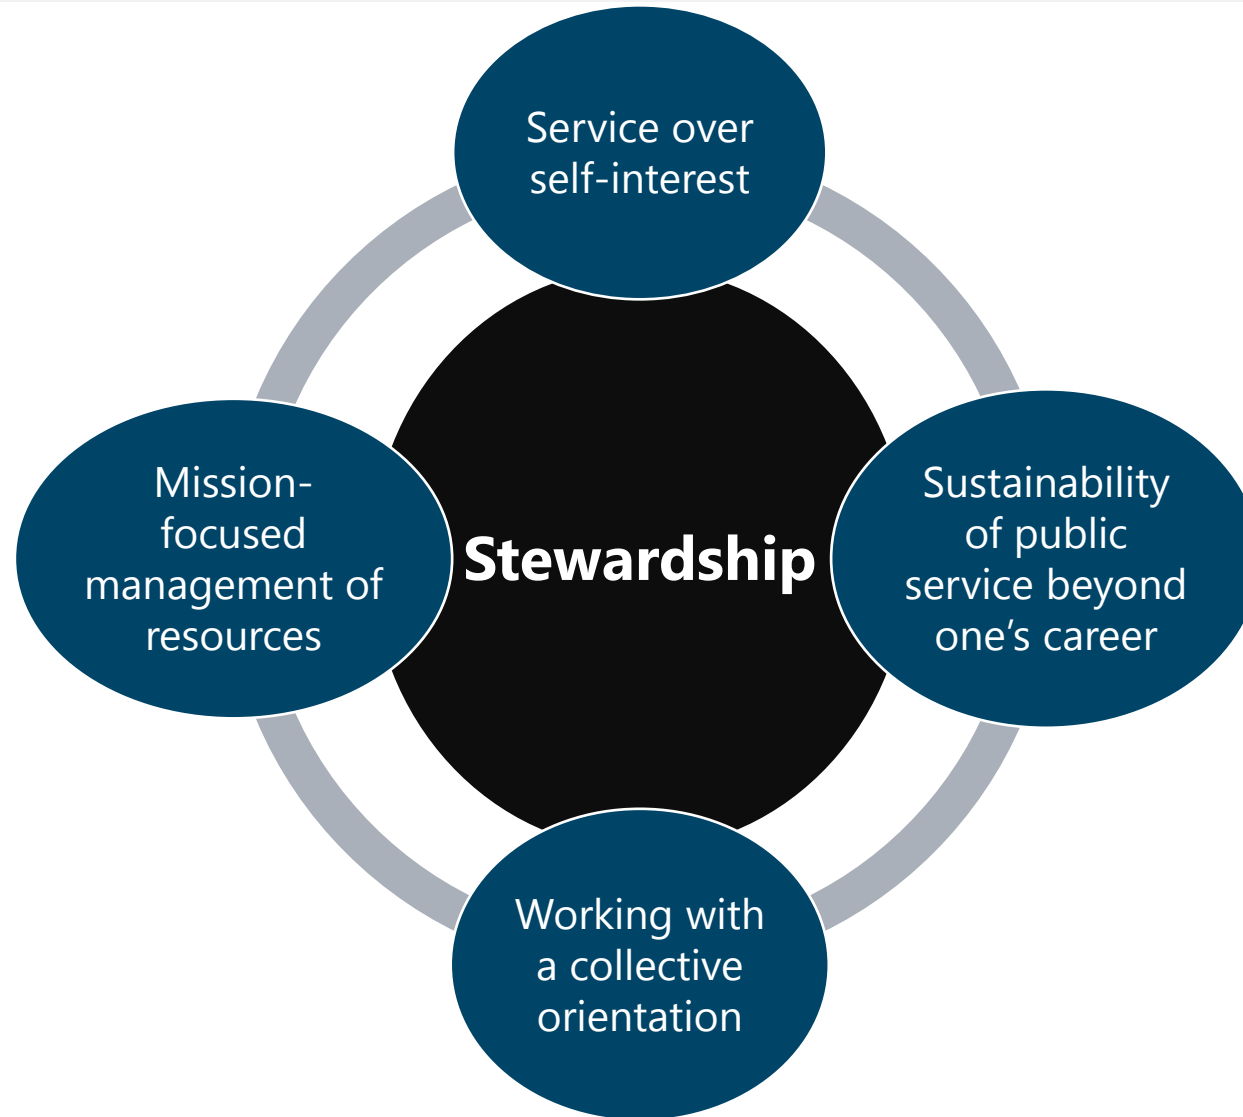 Service over
self-interest
Mission-
focused
management of
resources
Stewardship
Sustainability
of public
service beyond
one’s career
Working with
a collective
orientation